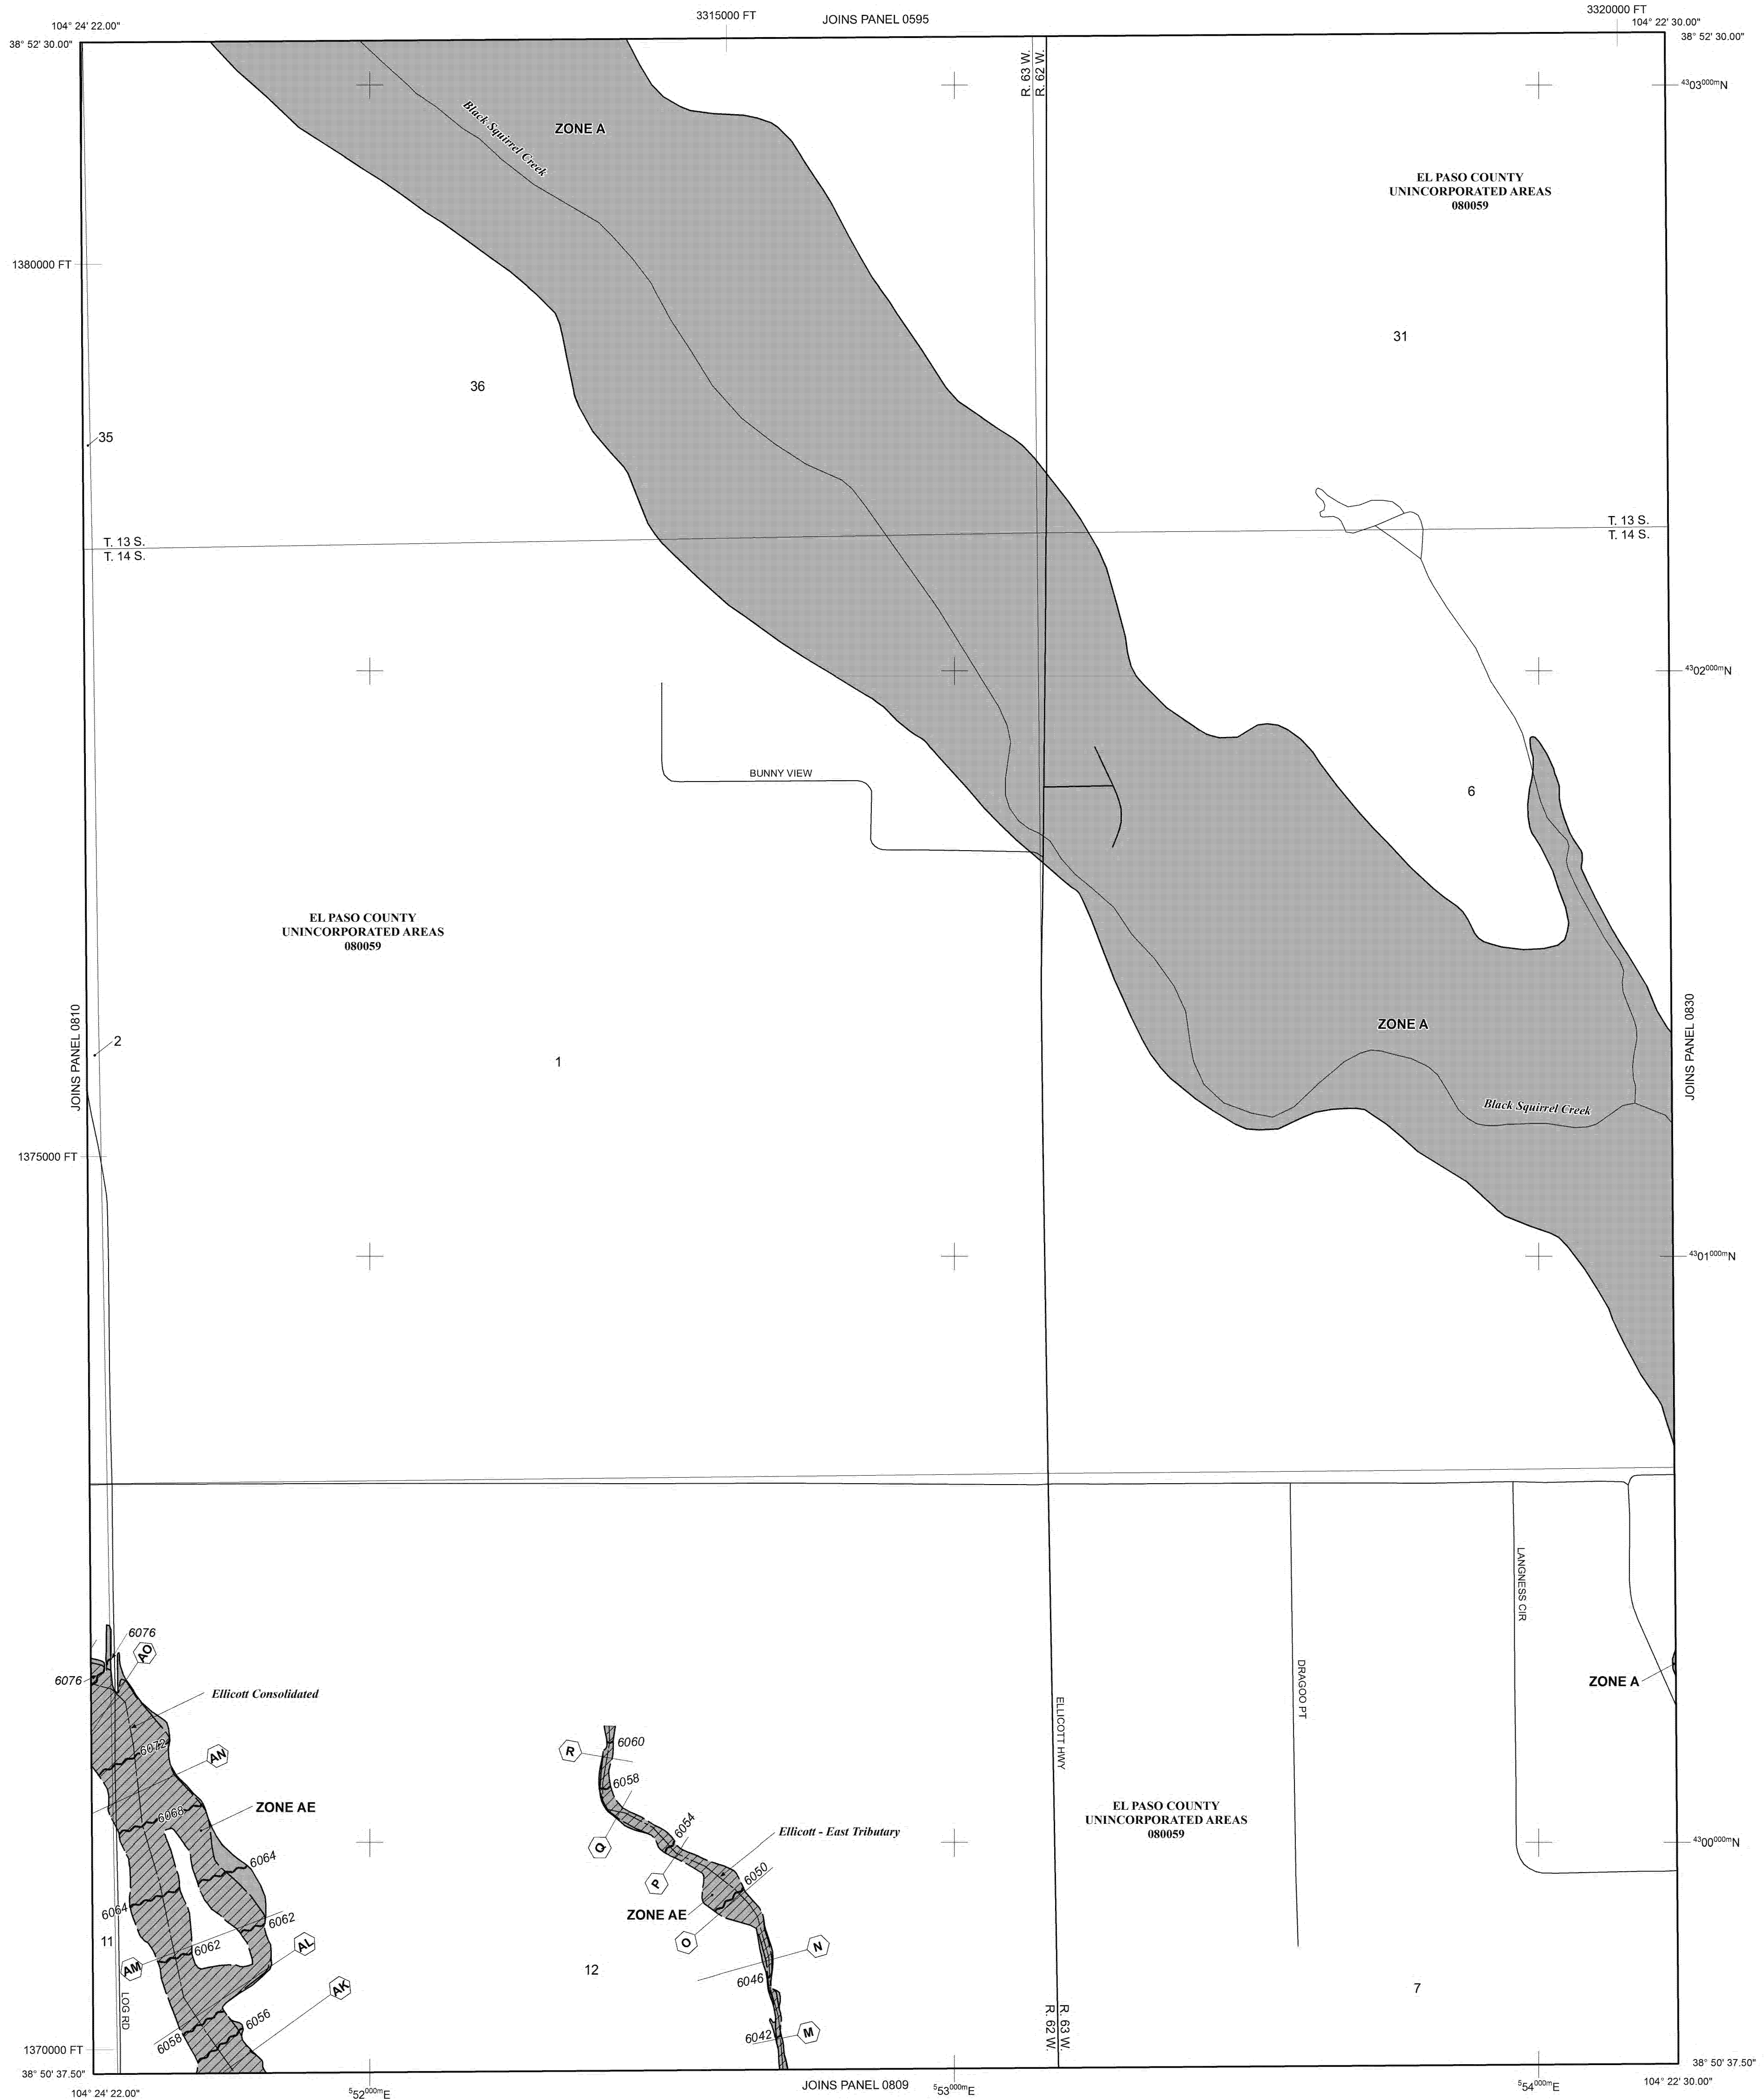 3315000 FT
JOINS PANEL 0595
3320000 FT
104° 24' 22.00"
104° 22' 30.00"
38° 52' 30.00"
38° 52' 30.00"
R. 63 W.
R. 62 W.
4303000mN
Black Squirrel Creek
ZONE A
EL PASO COUNTY
UNINCORPORATED AREAS
080059
1380000 FT
31
36
35
T. 13 S.
T. 14 S.
T. 13 S.
T. 14 S.
4302000mN
BUNNY VIEW
6
EL PASO COUNTY
UNINCORPORATED AREAS
080059
JOINS PANEL 0810
ZONE A
JOINS PANEL 0830
2
1
Black Squirrel Creek
1375000 FT
4301000mN
LANGNESS CIR
6076
AO
6076
Ellicott Consolidated
ZONE A
DRAGOO PT
ELLICOTT HWY
6072
AN
R
6060
6058
ZONE AE
6068
EL PASO COUNTY
UNINCORPORATED AREAS
080059
6054
Ellicott - East Tributary
Q
4300000mN
6064
P
6050
6064
ZONE AE
6062
11
O
6062
AL
N
AM
12
6046
AK
7
LOG RD
6056
6058
6042
M
R. 63 W.
R. 62 W.
1370000 FT
38° 50' 37.50"
38° 50' 37.50"
104° 24' 22.00"
552000mE
JOINS PANEL 0809
553000mE
554000mE
104° 22' 30.00"